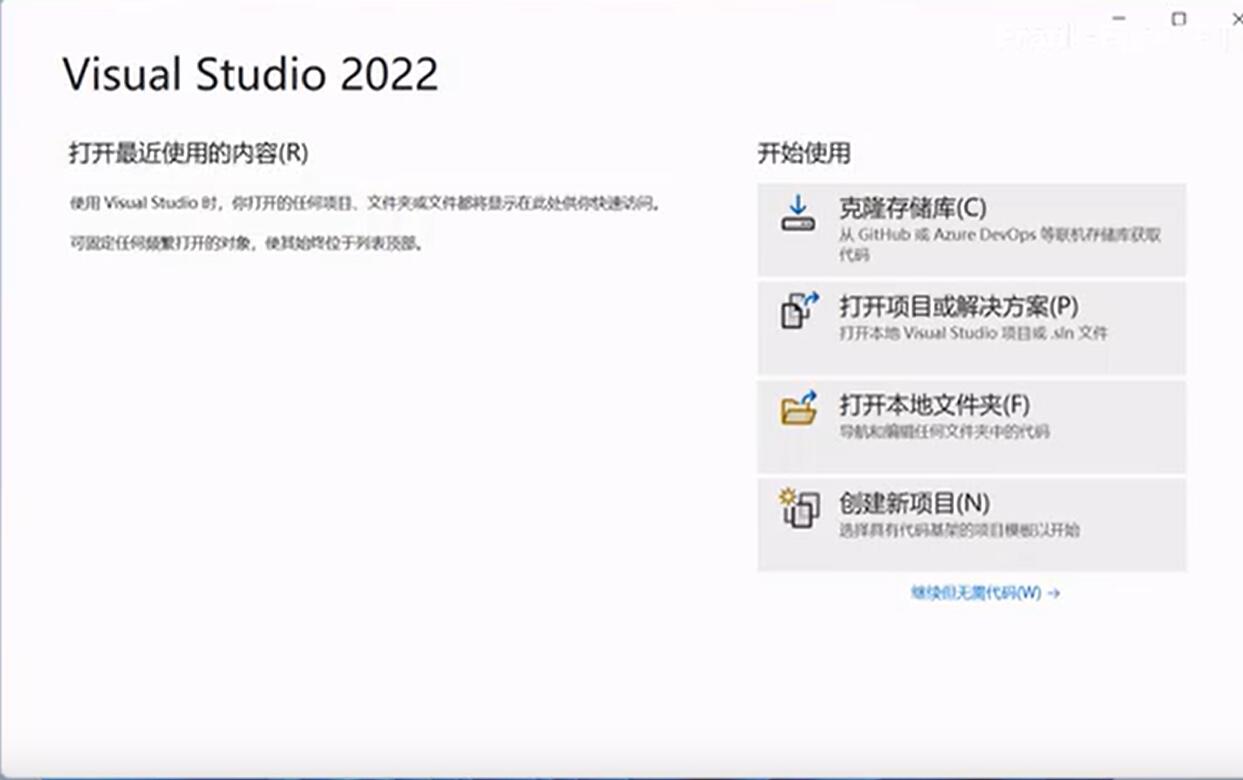 Visual Studio 2022
打开最近使用的内容(R)
使用 Visual Studio 时，你打开的任何项目、文件夹或文件都将显示在此处供你快速访问。
可固定任何频繁打开的对象，使其始终位于列表顶部。
开始使用
克隆存储库(C)
从 GitHub 或 Azure DevOps 等联机存储库获取
代码
打开项目或解决方案(P)
打开本地 Visual Studio 项目或 .sln 文件
打开本地文件夹(F)
导航和编辑任何文件夹中的代码
创建新项目(N)
选择具有代码基架的项目模板以开始
继续但无需代码(W) →